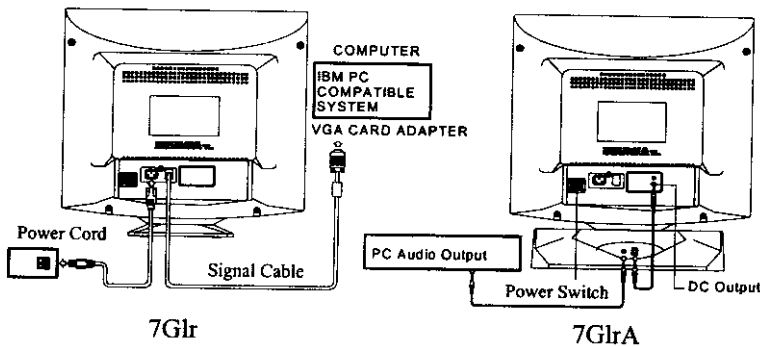 COMPUTER
IBM PC
COMPATIBLE
SYSTEM
VGA CARD ADAPTER
Power Cord
Signal Cable
7Glr
PC Audio Output
Power Switch
DC Output
7GlrA